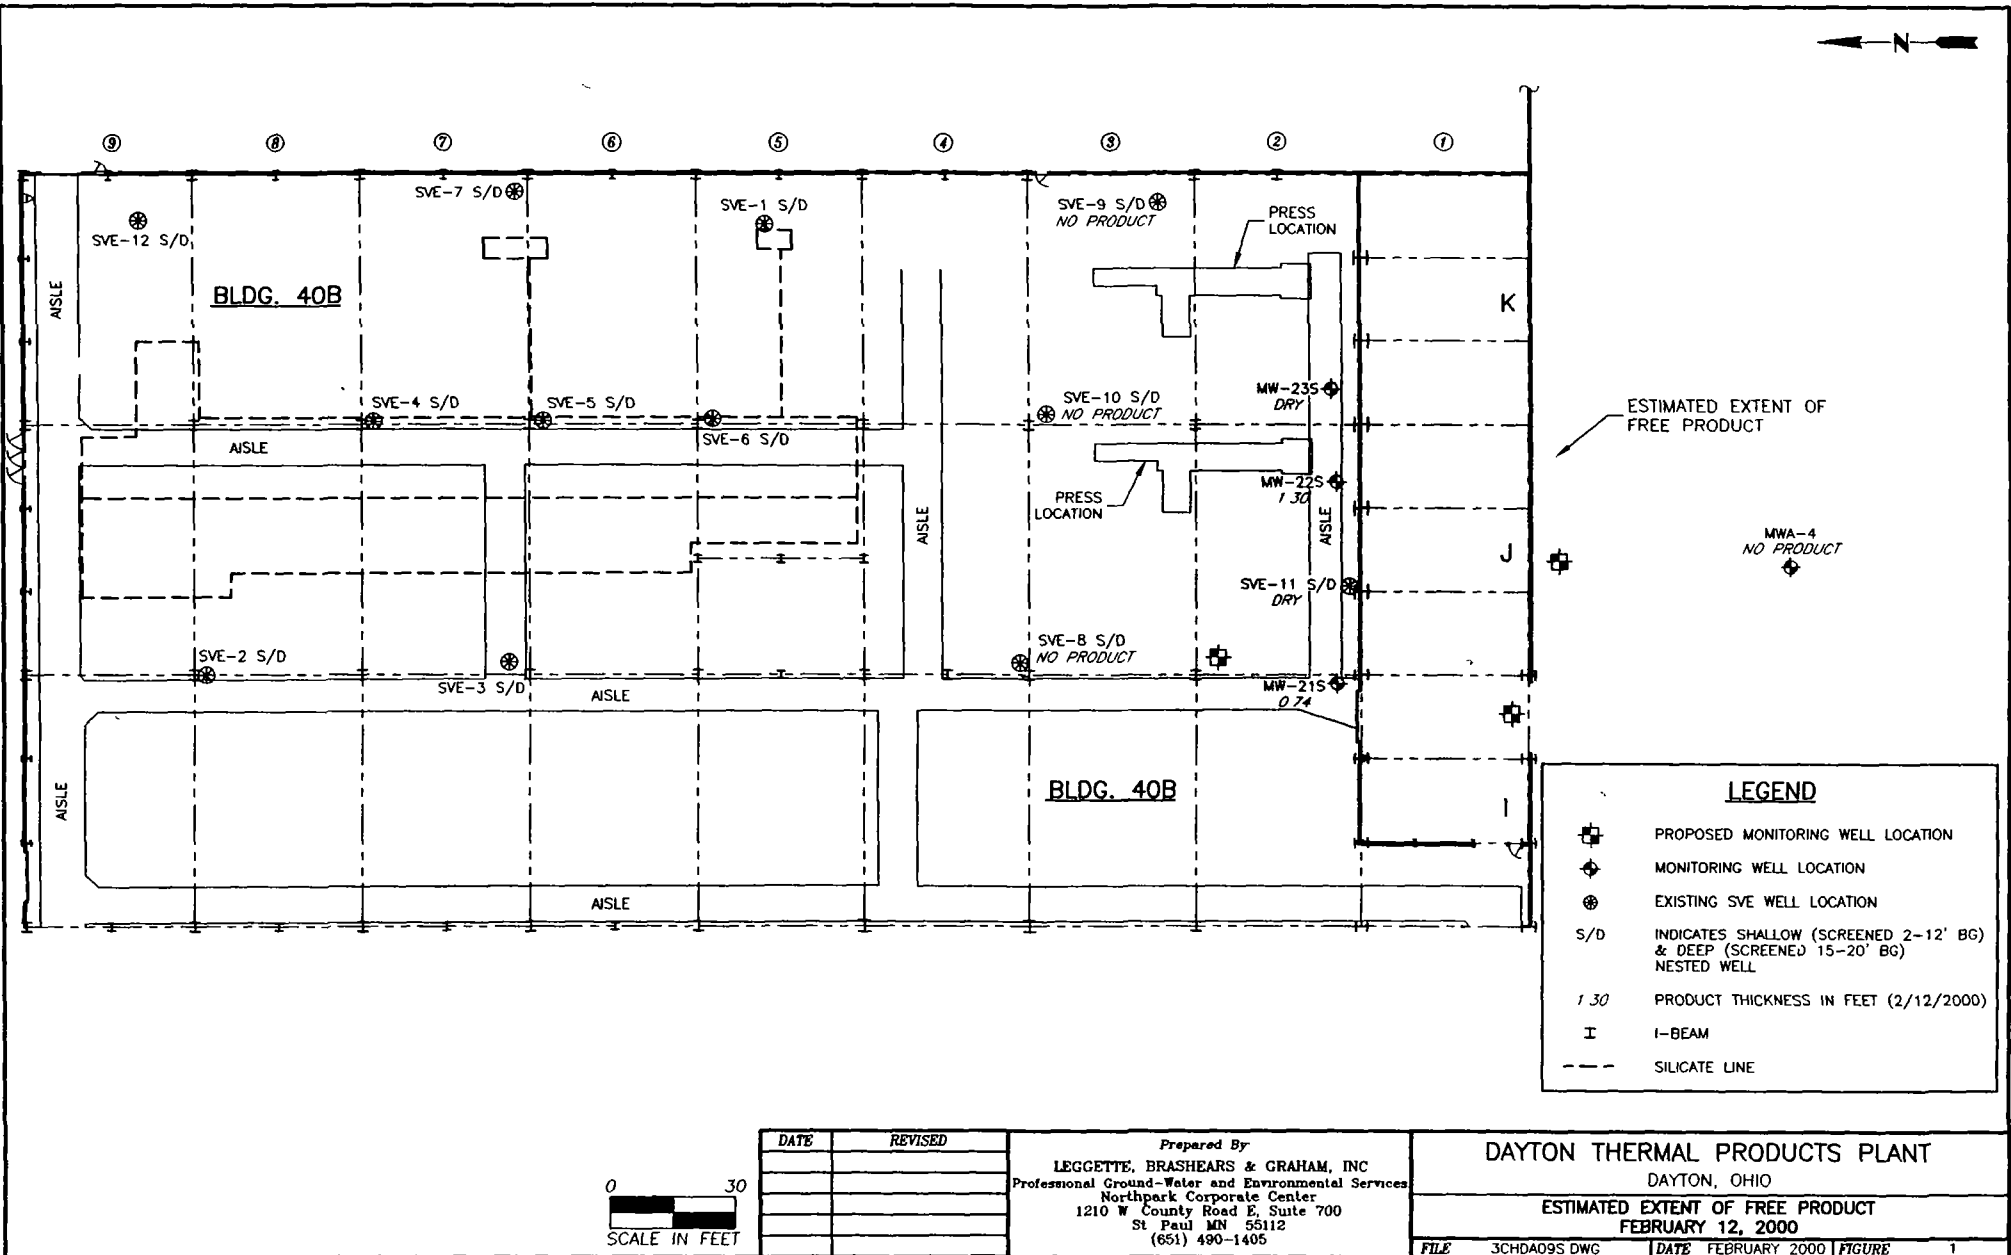 N
9 8 7 6 5 4 3 2 1
SVE-7 S/D
SVE-1 S/D
SVE-9 S/D
NO PRODUCT
PRESS
LOCATION
SVE-12 S/D
AISLE
BLDG. 40B
K
MW-23S
DRY
SVE-4 S/D
SVE-5 S/D
SVE-6 S/D
SVE-10 S/D
NO PRODUCT
ESTIMATED EXTENT OF
FREE PRODUCT
AISLE
MW-22S
1 30
PRESS
LOCATION
AISLE
AISLE
J
MWA-4
NO PRODUCT
SVE-11 S/D
DRY
SVE-2 S/D
SVE-3 S/D
SVE-8 S/D
NO PRODUCT
MW-21S
0 74
AISLE
AISLE
BLDG. 40B
I
AISLE
LEGEND
PROPOSED MONITORING WELL LOCATION
MONITORING WELL LOCATION
EXISTING SVE WELL LOCATION
S/D INDICATES SHALLOW (SCREENED 2-12' BG)
& DEEP (SCREENED 15-20' BG)
NESTED WELL
1 30 PRODUCT THICKNESS IN FEET (2/12/2000)
I-BEAM
SILICATE LINE
0 30
SCALE IN FEET
DATE REVISED
Prepared By
LEGGETTE, BRASHEARS & GRAHAM, INC
Professional Ground-Water and Environmental Services
Northpark Corporate Center
1210 W County Road E, Suite 700
St Paul MN 55112
(651) 490-1405
DAYTON THERMAL PRODUCTS PLANT
DAYTON, OHIO
ESTIMATED EXTENT OF FREE PRODUCT
FEBRUARY 12, 2000
FILE 3CHDA09S DWG DATE FEBRUARY 2000 FIGURE 1